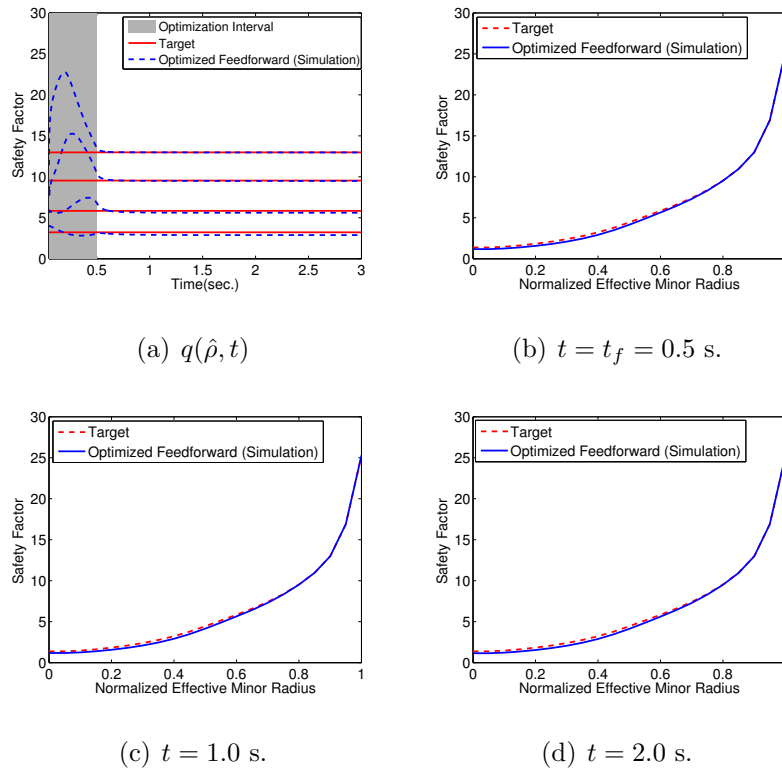 30
25
20
15
10
5
0
Safety Factor
Optimization Interval
Target
Optimized Feedforward (Simulation)
0.5 1 1.5 2 2.5 3
Time(sec.)
(a) q(ρ̂, t)
30
25
20
15
10
5
0
Safety Factor
Target
Optimized Feedforward (Simulation)
0 0.2 0.4 0.6 0.8
Normalized Effective Minor Radius
(b) t = t_f = 0.5 s.
30
25
20
15
10
5
0
Safety Factor
Target
Optimized Feedforward (Simulation)
0 0.2 0.4 0.6 0.8 1
Normalized Effective Minor Radius
(c) t = 1.0 s.
30
25
20
15
10
5
0
Safety Factor
Target
Optimized Feedforward (Simulation)
0 0.2 0.4 0.6 0.8
Normalized Effective Minor Radius
(d) t = 2.0 s.